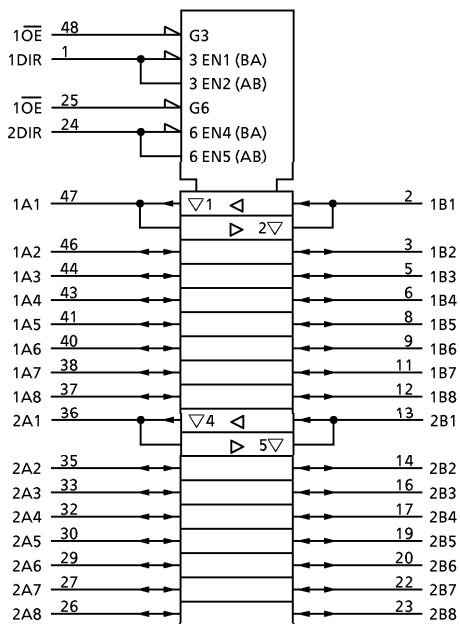 1OE 48 G3
1DIR 1 3 EN1 (BA)
3 EN2 (AB)
1OE 25 G6
2DIR 24 6 EN4 (BA)
6 EN5 (AB)
1A1 47 ▽1 ◁ 2 1B1
▷ 2▽
1A2 46 3 1B2
1A3 44 5 1B3
1A4 43 6 1B4
1A5 41 8 1B5
1A6 40 9 1B6
1A7 38 11 1B7
1A8 37 12 1B8
2A1 36 ▽4 ◁ 13 2B1
▷ 5▽
2A2 35 14 2B2
2A3 33 16 2B3
2A4 32 17 2B4
2A5 30 19 2B5
2A6 29 20 2B6
2A7 27 22 2B7
2A8 26 23 2B8